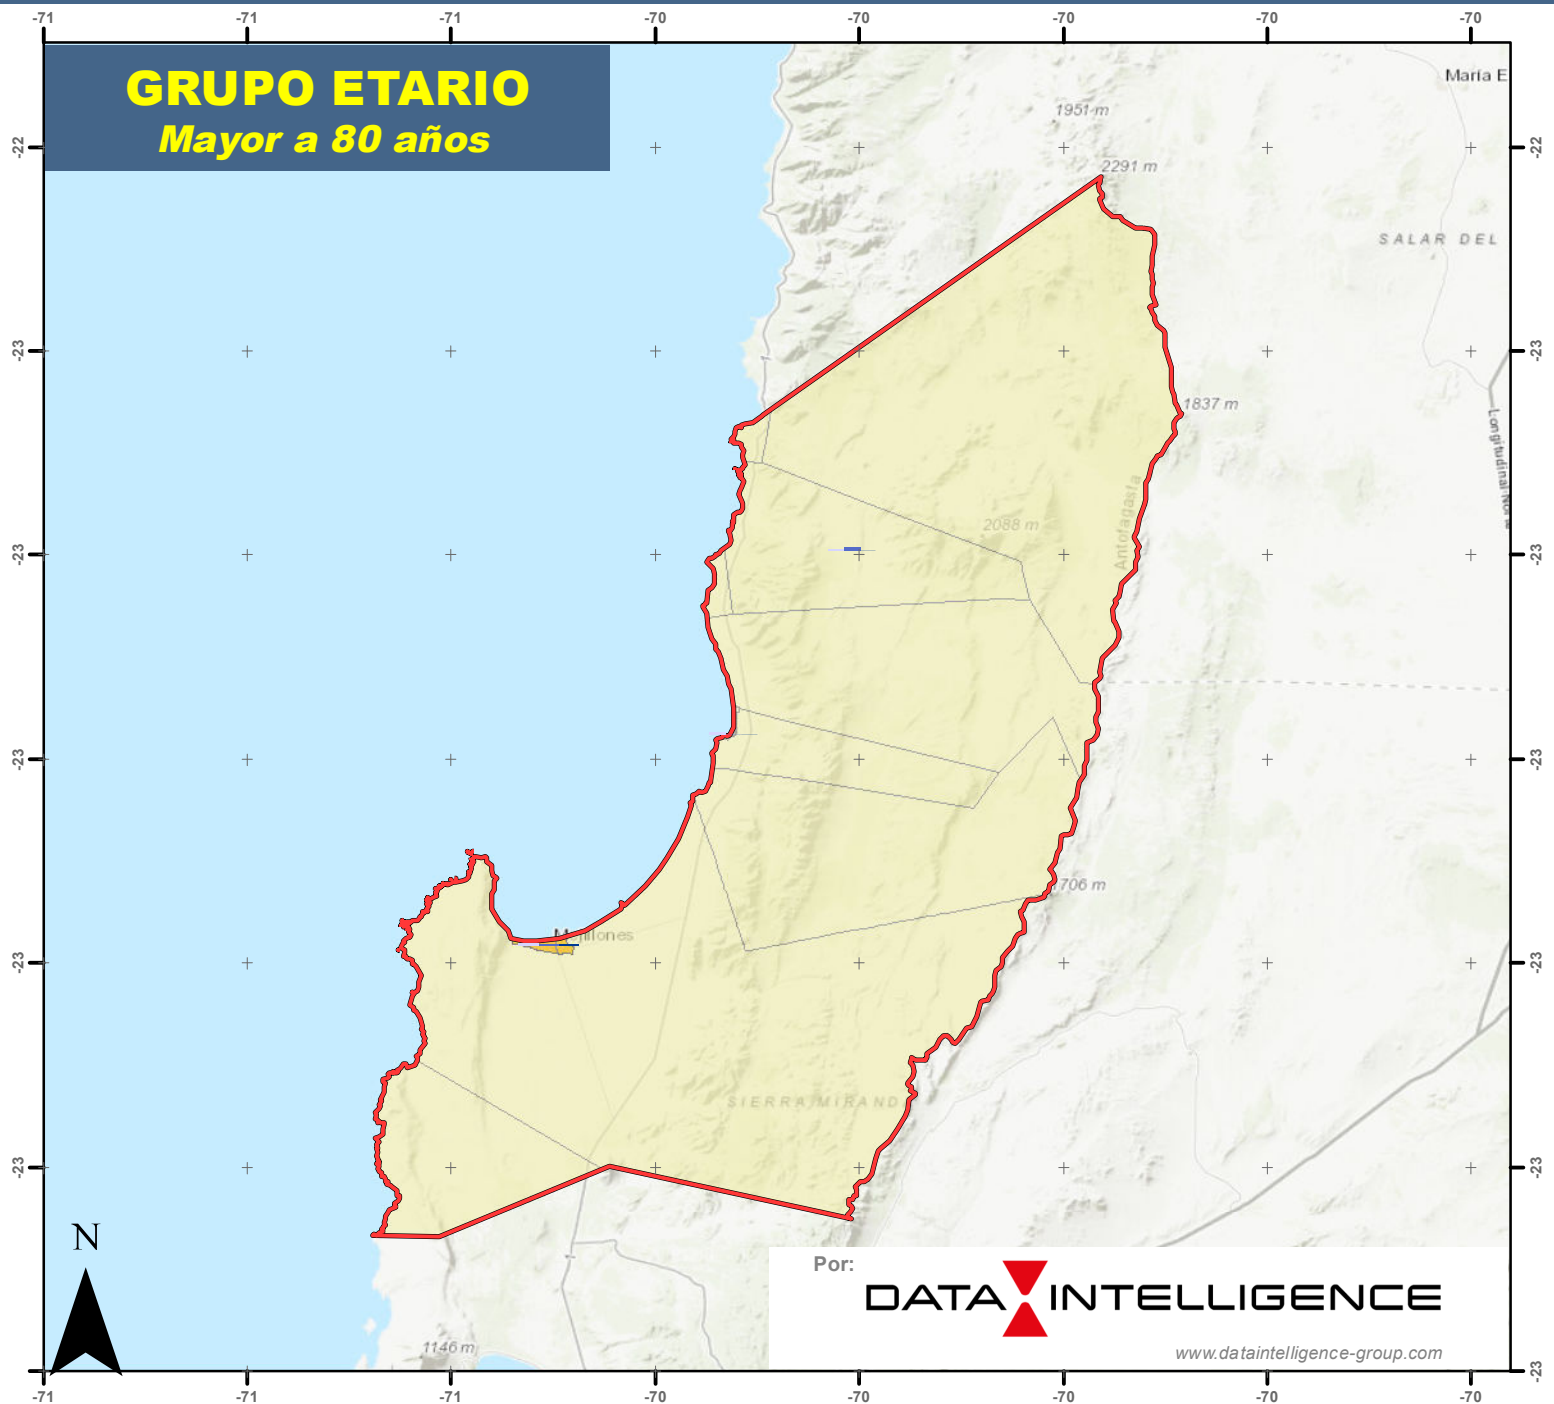 -71 -71 -71 -70 -70 -70 -70 -70
GRUPO ETARIO
Mayor a 80 años
María E
1951 m
2291 m
-22 -22
SALAR DEL
-23 -23
1837 m
Longitudinal Norte
Antofagasta
2088 m
-23 -23
-23 -23
1706 m
Mejillones
-23 -23
SIERRA MIRAND
-23 -23
N
Por:
DATA INTELLIGENCE
1146 m
www.dataintelligence-group.com
-23
-71 -71 -71 -70 -70 -70 -70 -70